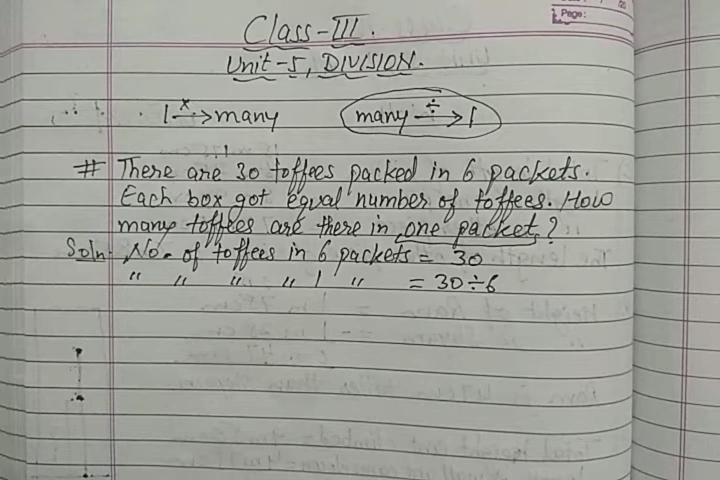 Page:
Class-III.
Unit-5, DIVISION.
1 x→ many many ÷→ 1
# There are 30 toffees packed in 6 packets.
Each box got equal number of toffees. How
many toffees are there in one packet?
Soln. No. of toffees in 6 packets = 30
" " " " 1 " = 30÷6